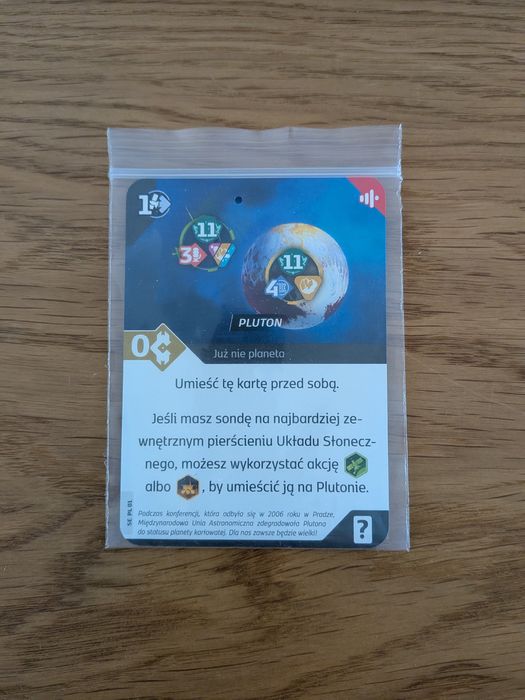 1
11
3
11
4
PLUTON
0
Już nie planeta
Umieść tę kartę przed sobą.
Jeśli masz sondę na najbardziej ze-
wnętrznym pierścieniu Układu Słonecz-
nego, możesz wykorzystać akcję
albo , by umieścić ją na Plutonie.
Podczas konferencji, która odbyła się w 2006 roku w Pradze,
Międzynarodowa Unia Astronomiczna zdegradowała Plutona
do statusu planety karłowatej. Dla nas zawsze będzie wielki!
SE PL 01
?